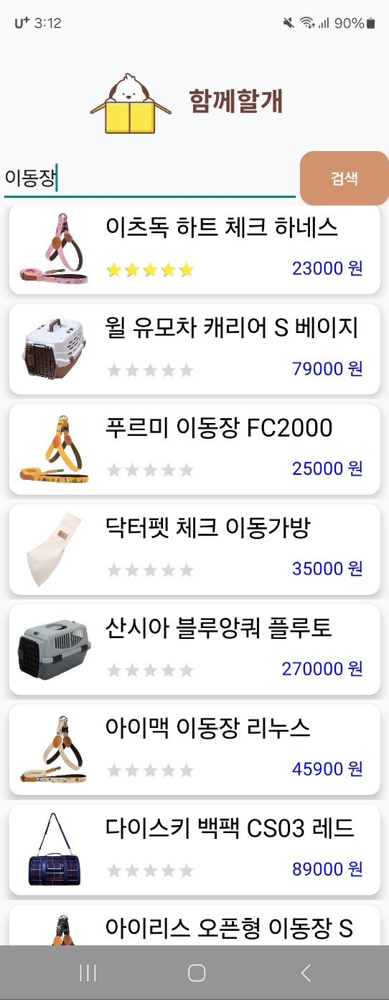 U+ 3:12 90%
함께할개
이동장 검색
이츠독 하트 체크 하네스
23000 원
윌 유모차 캐리어 S 베이지
79000 원
푸르미 이동장 FC2000
25000 원
닥터펫 체크 이동가방
35000 원
산시아 블루앙쿼 플루토
270000 원
아이맥 이동장 리누스
45900 원
다이스키 백팩 CS03 레드
89000 원
아이리스 오픈형 이동장 S